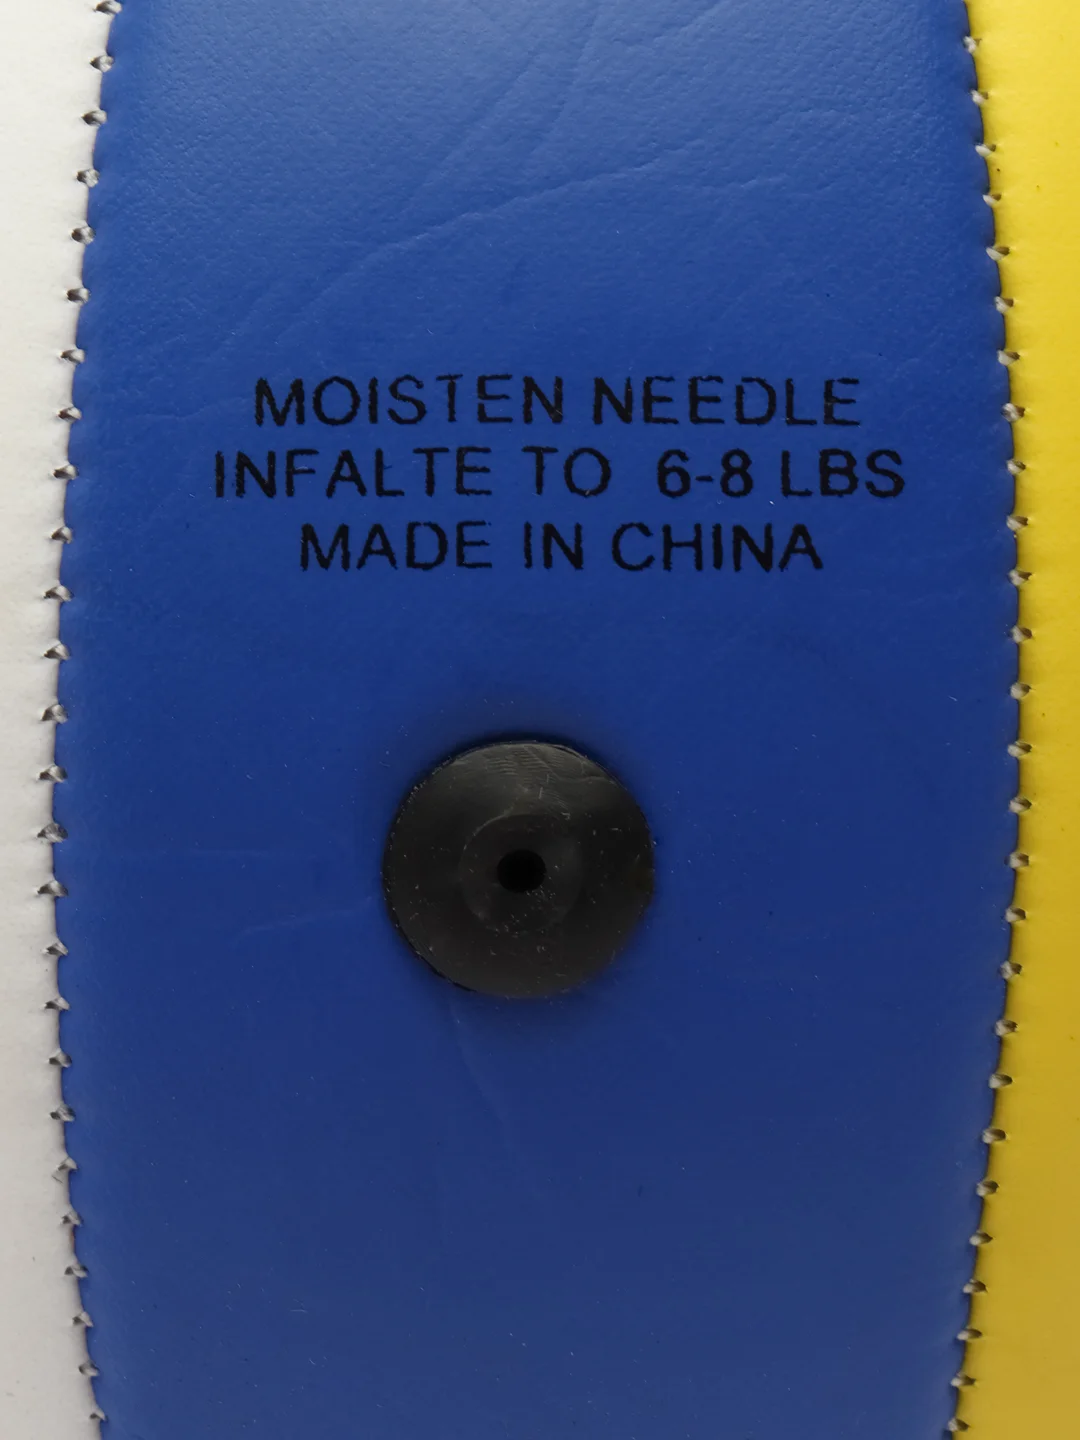 MOISTEN NEEDLE
INFALTE TO 6-8 LBS
MADE IN CHINA